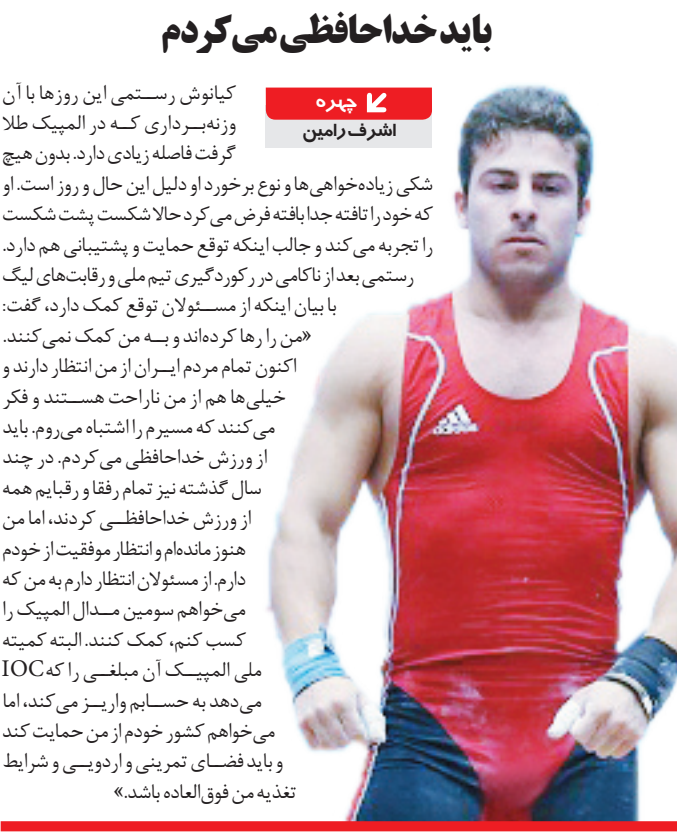 باید خداحافظی می‌کردم
چهره
اشرف رامین
کیانوش رستمی این روزها با آن
وزنه‌برداری که در المپیک طلا
گرفت فاصله زیادی دارد. بدون هیچ
شکی زیاده‌خواهی‌ها و نوع برخورد او دلیل این حال و روز است. او
که خود را تافته جدابافته فرض می‌کرد حالا شکست پشت شکست
را تجربه می‌کند و جالب اینکه توقع حمایت و پشتیبانی هم دارد.
رستمی بعد از ناکامی در رکوردگیری تیم ملی و رقابت‌های لیگ
با بیان اینکه از مسئولان توقع کمک دارد، گفت:
«من را رها کرده‌اند و به من کمک نمی‌کنند.
اکنون تمام مردم ایران از من انتظار دارند و
خیلی‌ها هم از من ناراحت هستند و فکر
می‌کنند که مسیرم را اشتباه می‌روم. باید
از ورزش خداحافظی می‌کردم. در چند
سال گذشته نیز تمام رفقا و رقبایم همه
از ورزش خداحافظی کردند، اما من
هنوز مانده‌ام و انتظار موفقیت از خودم
دارم. از مسئولان انتظار دارم به من که
می‌خواهم سومین مدال المپیک را
کسب کنم، کمک کنند. البته کمیته
ملی المپیک آن مبلغی را که IOC
می‌دهد به حسابم واریز می‌کند، اما
می‌خواهم کشور خودم از من حمایت کند
و باید فضای تمرینی و اردویی و شرایط
تغذیه من فوق‌العاده باشد.»
adidas